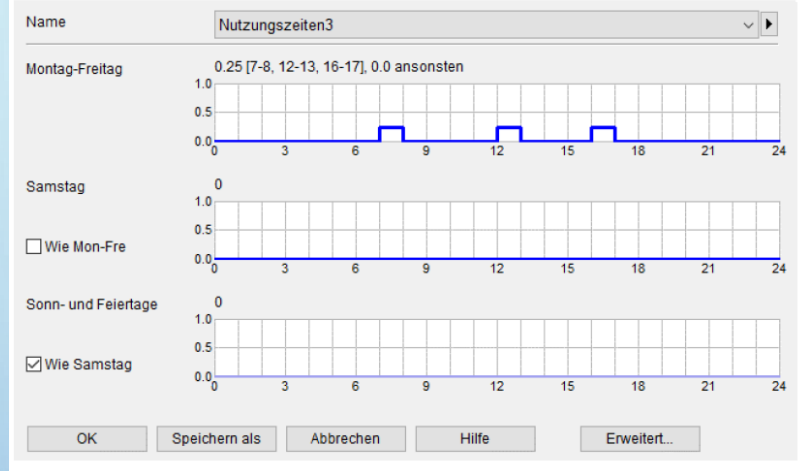 Name
Nutzungszeiten3
Montag-Freitag
0.25 [7-8, 12-13, 16-17], 0.0 ansonsten
1.0
0.5
0.0
0 3 6 9 12 15 18 21 24
Samstag
0
1.0
0.5
Wie Mon-Fre
0.0
0 3 6 9 12 15 18 21 24
Sonn- und Feiertage
0
1.0
0.5
Wie Samstag
0.0
0 3 6 9 12 15 18 21 24
OK Speichern als Abbrechen Hilfe Erweitert...